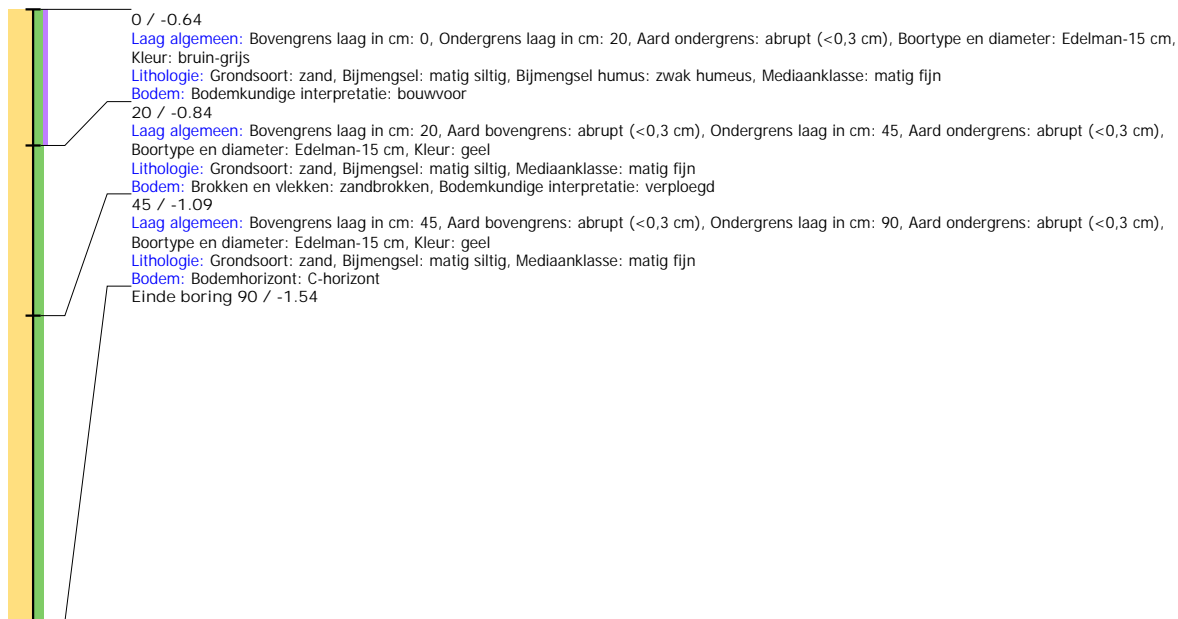 0 / -0.64
Laag algemeen: Bovengrens laag in cm: 0, Ondergrens laag in cm: 20, Aard ondergrens: abrupt (<0,3 cm), Boortype en diameter: Edelman-15 cm,
Kleur: bruin-grijs
Lithologie: Grondsoort: zand, Bijmengsel: matig siltig, Bijmengsel humus: zwak humeus, Mediaanklasse: matig fijn
Bodem: Bodemkundige interpretatie: bouwvoor
20 / -0.84
Laag algemeen: Bovengrens laag in cm: 20, Aard bovengrens: abrupt (<0,3 cm), Ondergrens laag in cm: 45, Aard ondergrens: abrupt (<0,3 cm),
Boortype en diameter: Edelman-15 cm, Kleur: geel
Lithologie: Grondsoort: zand, Bijmengsel: matig siltig, Mediaanklasse: matig fijn
Bodem: Brokken en vlekken: zandbrokken, Bodemkundige interpretatie: verploegd
45 / -1.09
Laag algemeen: Bovengrens laag in cm: 45, Aard bovengrens: abrupt (<0,3 cm), Ondergrens laag in cm: 90, Aard ondergrens: abrupt (<0,3 cm),
Boortype en diameter: Edelman-15 cm, Kleur: geel
Lithologie: Grondsoort: zand, Bijmengsel: matig siltig, Mediaanklasse: matig fijn
Bodem: Bodemhorizont: C-horizont
Einde boring 90 / -1.54